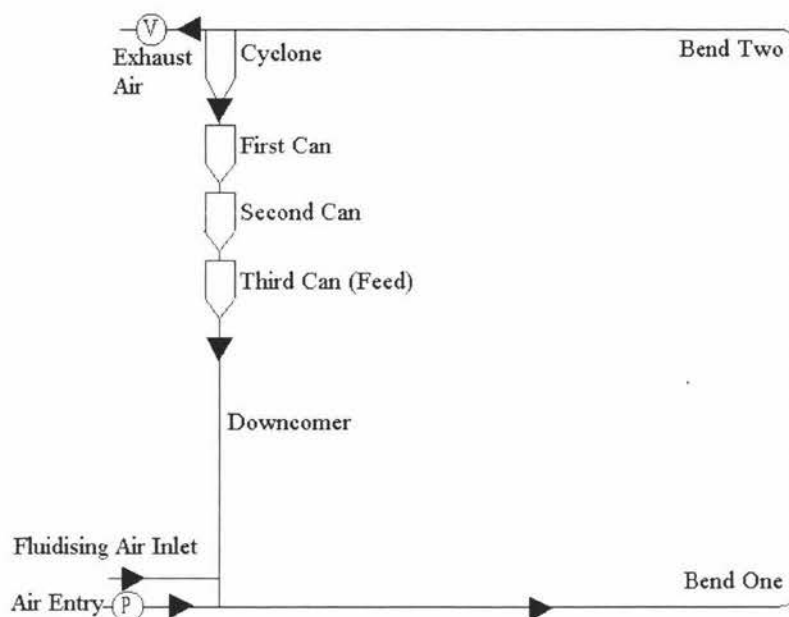 V
Exhaust
Air
Cyclone
Bend Two
First Can
Second Can
Third Can (Feed)
Downcomer
Fluidising Air Inlet
Air Entry
P
Bend One